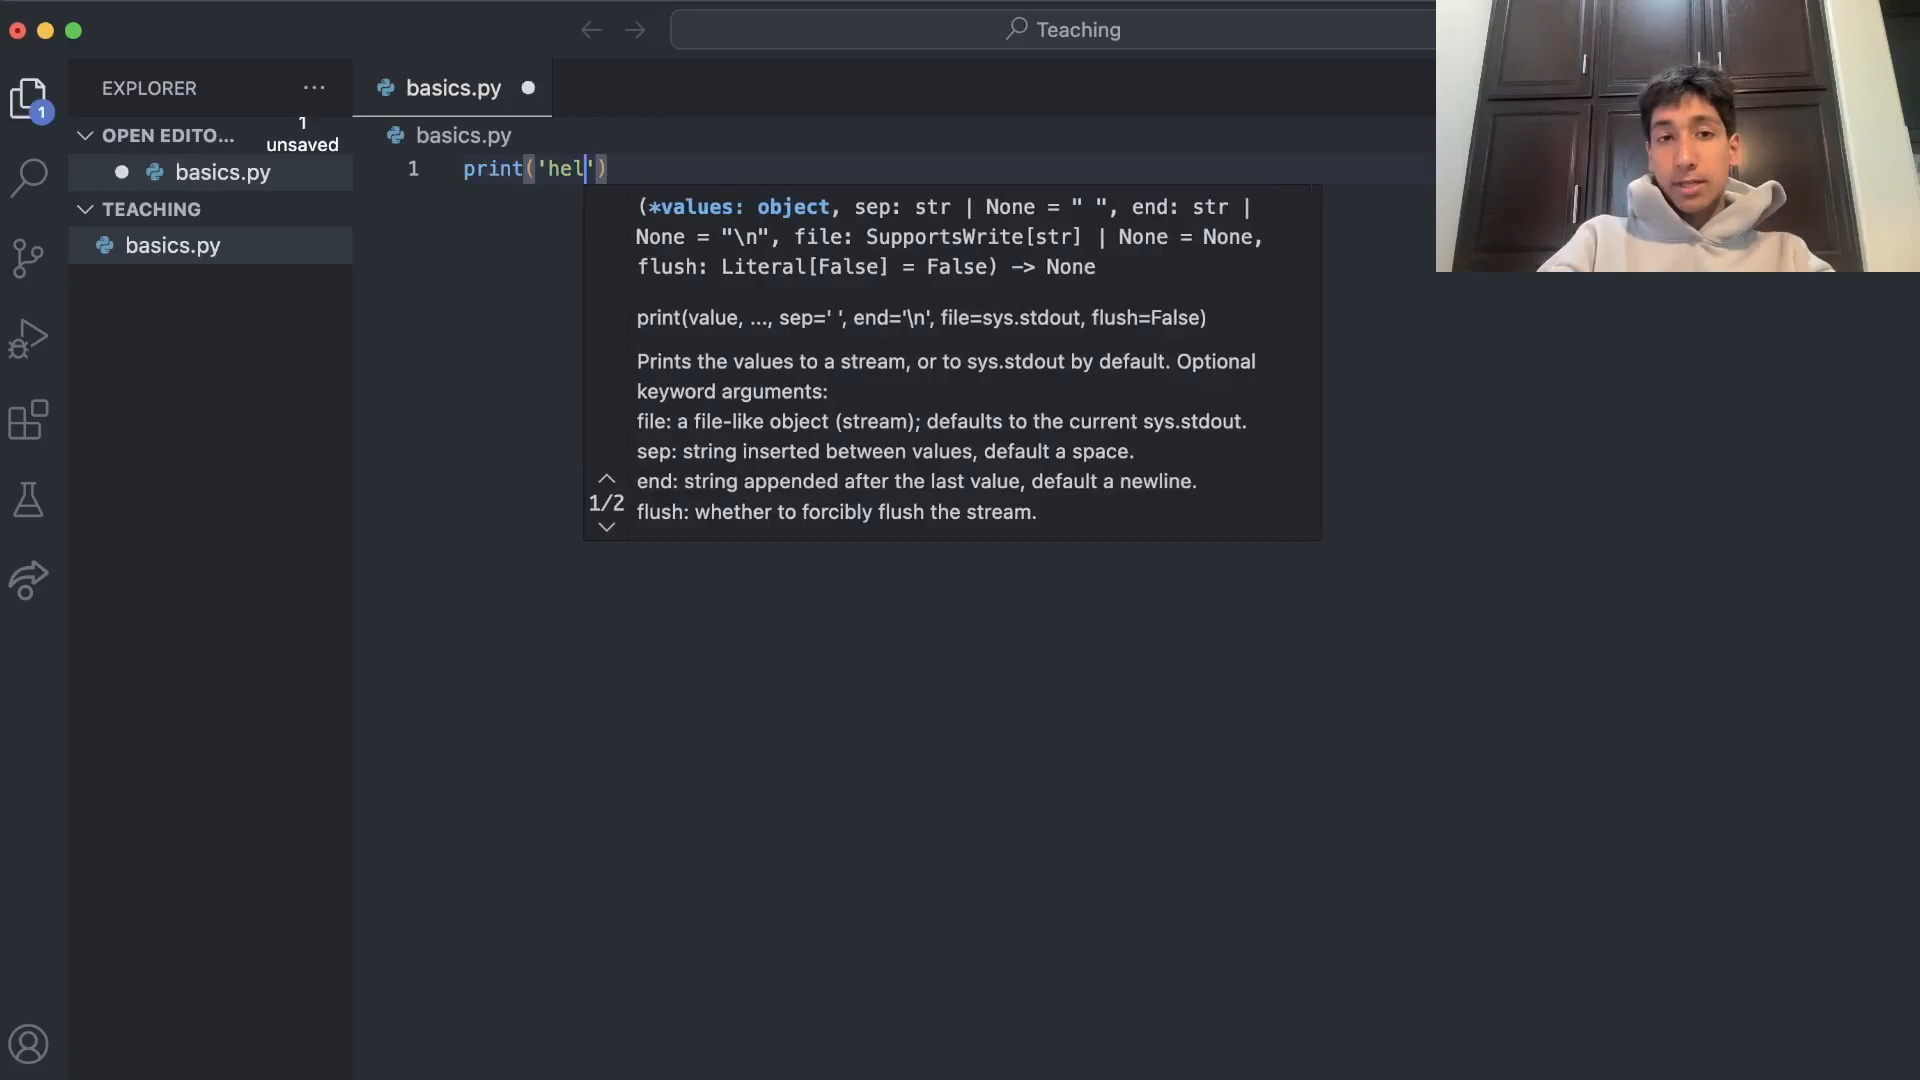 Teaching
EXPLORER
basics.py
1
OPEN EDITO...
1
unsaved
basics.py
basics.py
1 print('hel')
TEACHING
basics.py
(*values: object, sep: str | None = " ", end: str |
None = "\n", file: SupportsWrite[str] | None = None,
flush: Literal[False] = False) -> None
print(value, ..., sep=' ', end='\n', file=sys.stdout, flush=False)
Prints the values to a stream, or to sys.stdout by default. Optional
keyword arguments:
file: a file-like object (stream); defaults to the current sys.stdout.
sep: string inserted between values, default a space.
end: string appended after the last value, default a newline.
1/2
flush: whether to forcibly flush the stream.